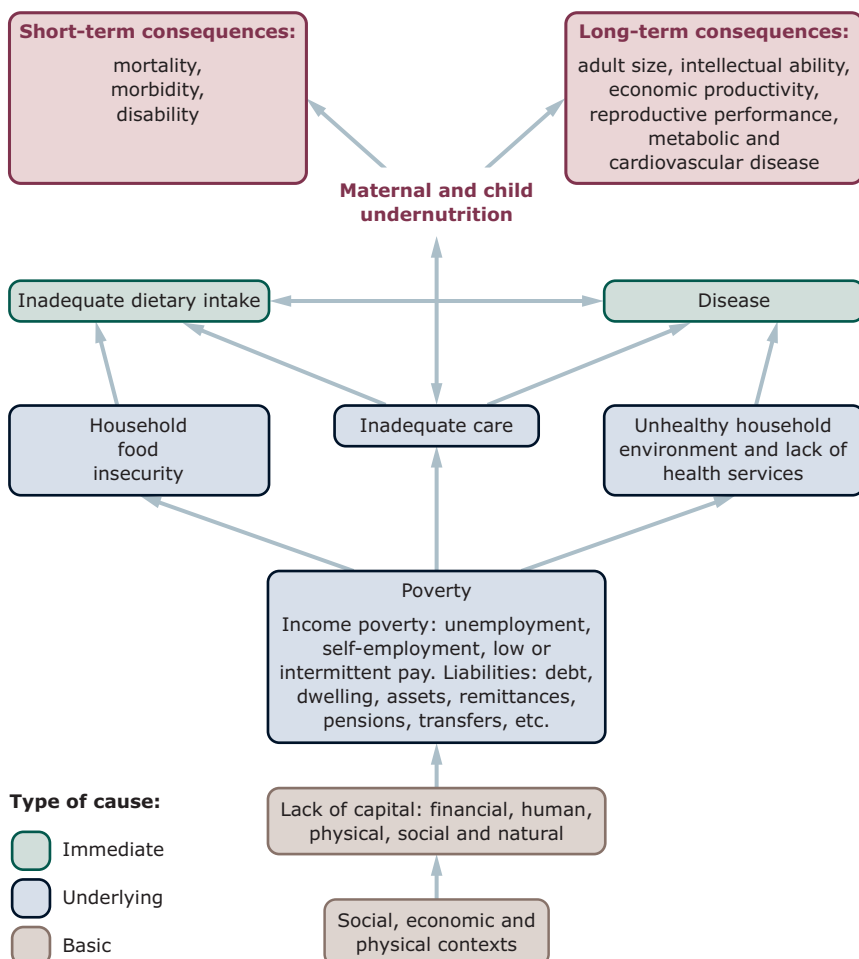 Short-term consequences:
mortality,
morbidity,
disability
Long-term consequences:
adult size, intellectual ability,
economic productivity,
reproductive performance,
metabolic and
cardiovascular disease
Maternal and child
undernutrition
Inadequate dietary intake
Disease
Household
food
insecurity
Inadequate care
Unhealthy household
environment and lack of
health services
Poverty
Income poverty: unemployment,
self-employment, low or
intermittent pay. Liabilities: debt,
dwelling, assets, remittances,
pensions, transfers, etc.
Lack of capital: financial, human,
physical, social and natural
Social, economic and
physical contexts
Type of cause:
Immediate
Underlying
Basic